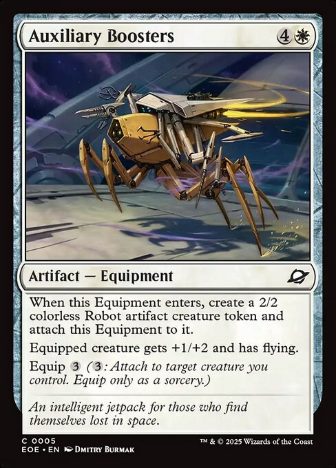 Auxiliary Boosters 4
Artifact — Equipment
When this Equipment enters, create a 2/2
colorless Robot artifact creature token and
attach this Equipment to it.
Equipped creature gets +1/+2 and has flying.
Equip 3 (3: Attach to target creature you
control. Equip only as a sorcery.)
An intelligent jetpack for those who find
themselves lost in space.
C 0005
EOE • EN DMITRY BURMAK
™ & © 2025 Wizards of the Coast